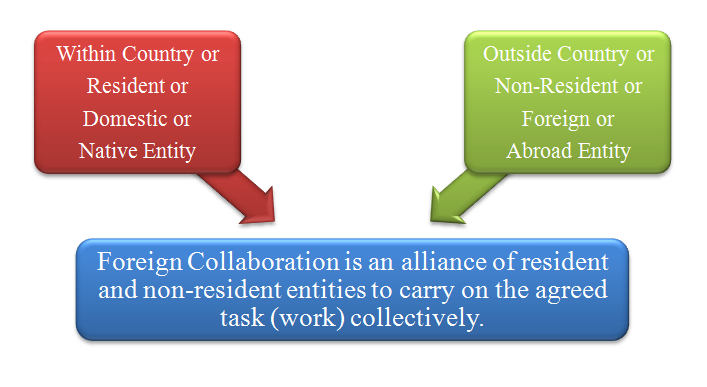 Within Country or
Resident or
Domestic or
Native Entity
Outside Country or
Non-Resident or
Foreign or
Abroad Entity
Foreign Collaboration is an alliance of resident
and non-resident entities to carry on the agreed
task (work) collectively.